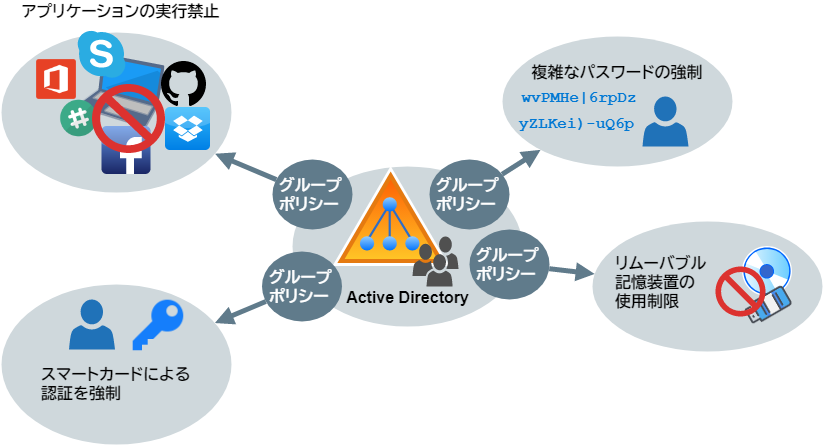 アプリケーションの実行禁止
複雑なパスワードの強制
wvPMHe|6rpDz
yZLKei)-uQ6p
グループ
ポリシー
グループ
ポリシー
グループ
ポリシー
グループ
ポリシー
Active Directory
リムーバブル
記憶装置の
使用制限
スマートカードによる
認証を強制